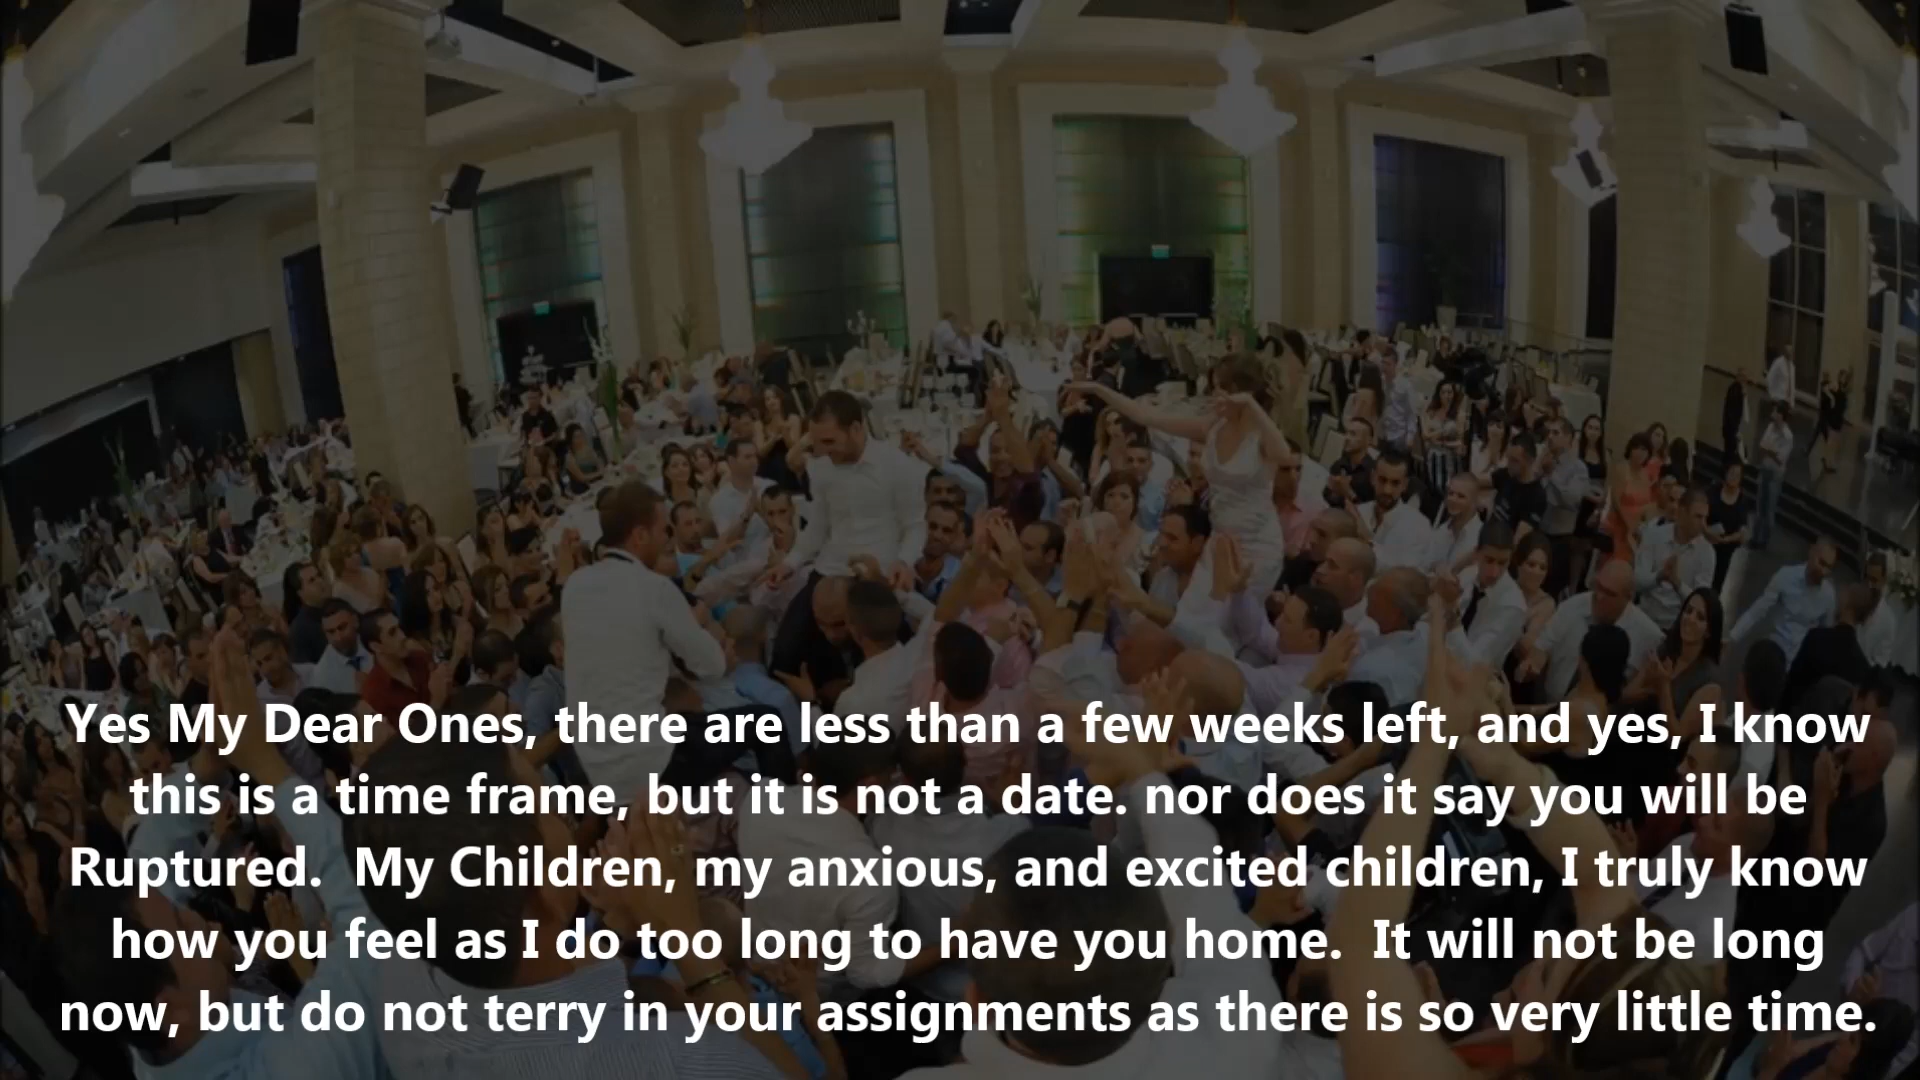 Yes My Dear Ones, there are less than a few weeks left, and yes, I know
this is a time frame, but it is not a date. nor does it say you will be
Ruptured.  My Children, my anxious, and excited children, I truly know
how you feel as I do too long to have you home.  It will not be long
now, but do not terry in your assignments as there is so very little time.